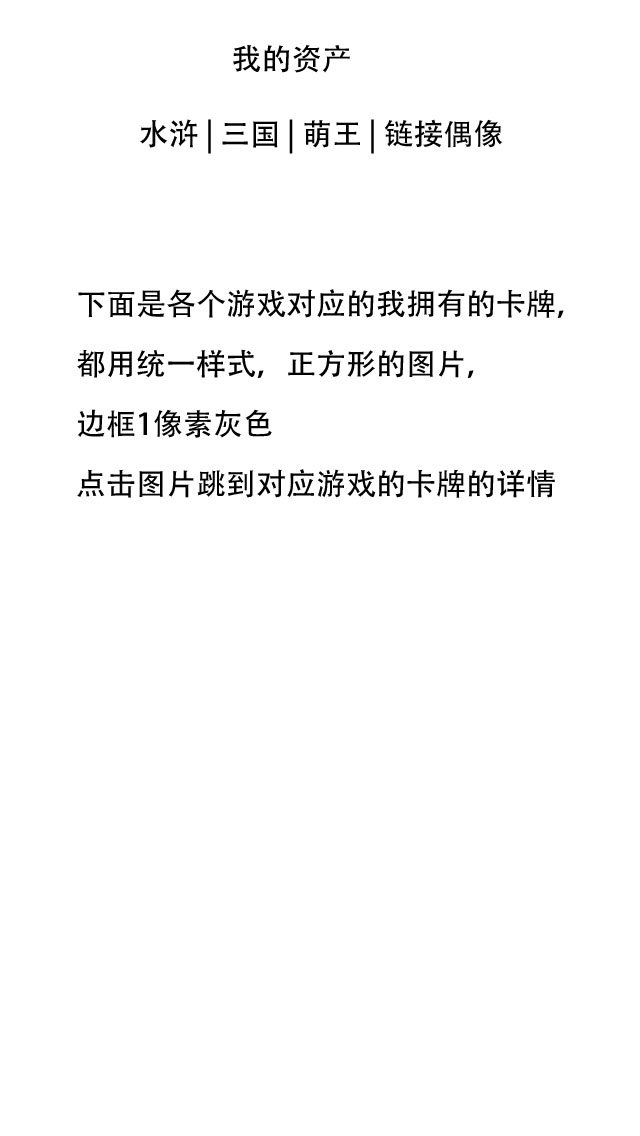 我的资产
水浒|三国|萌王|链接偶像
下面是各个游戏对应的我拥有的卡牌,
都用统一样式, 正方形的图片,
边框1像素灰色
点击图片跳到对应游戏的卡牌的详情